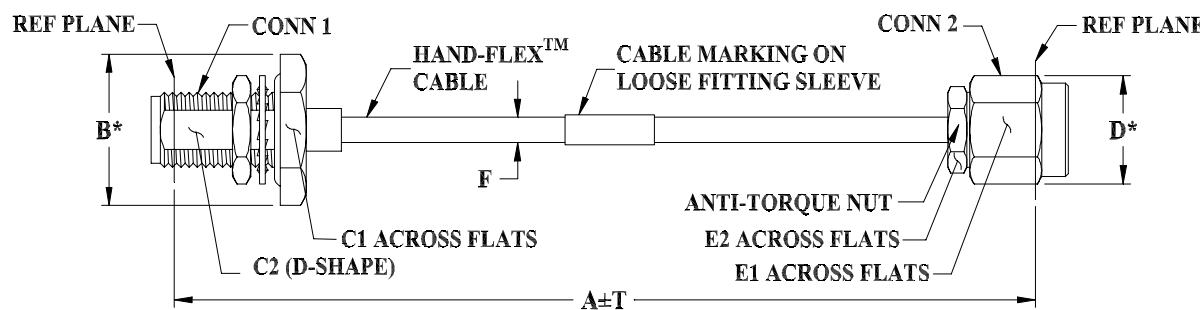 REF PLANE
CONN 1
HAND-FLEX™
CABLE
CABLE MARKING ON
LOOSE FITTING SLEEVE
CONN 2
REF PLANE
B*
F
D*
ANTI-TORQUE NUT
C1 ACROSS FLATS
E2 ACROSS FLATS
C2 (D-SHAPE)
E1 ACROSS FLATS
A±T